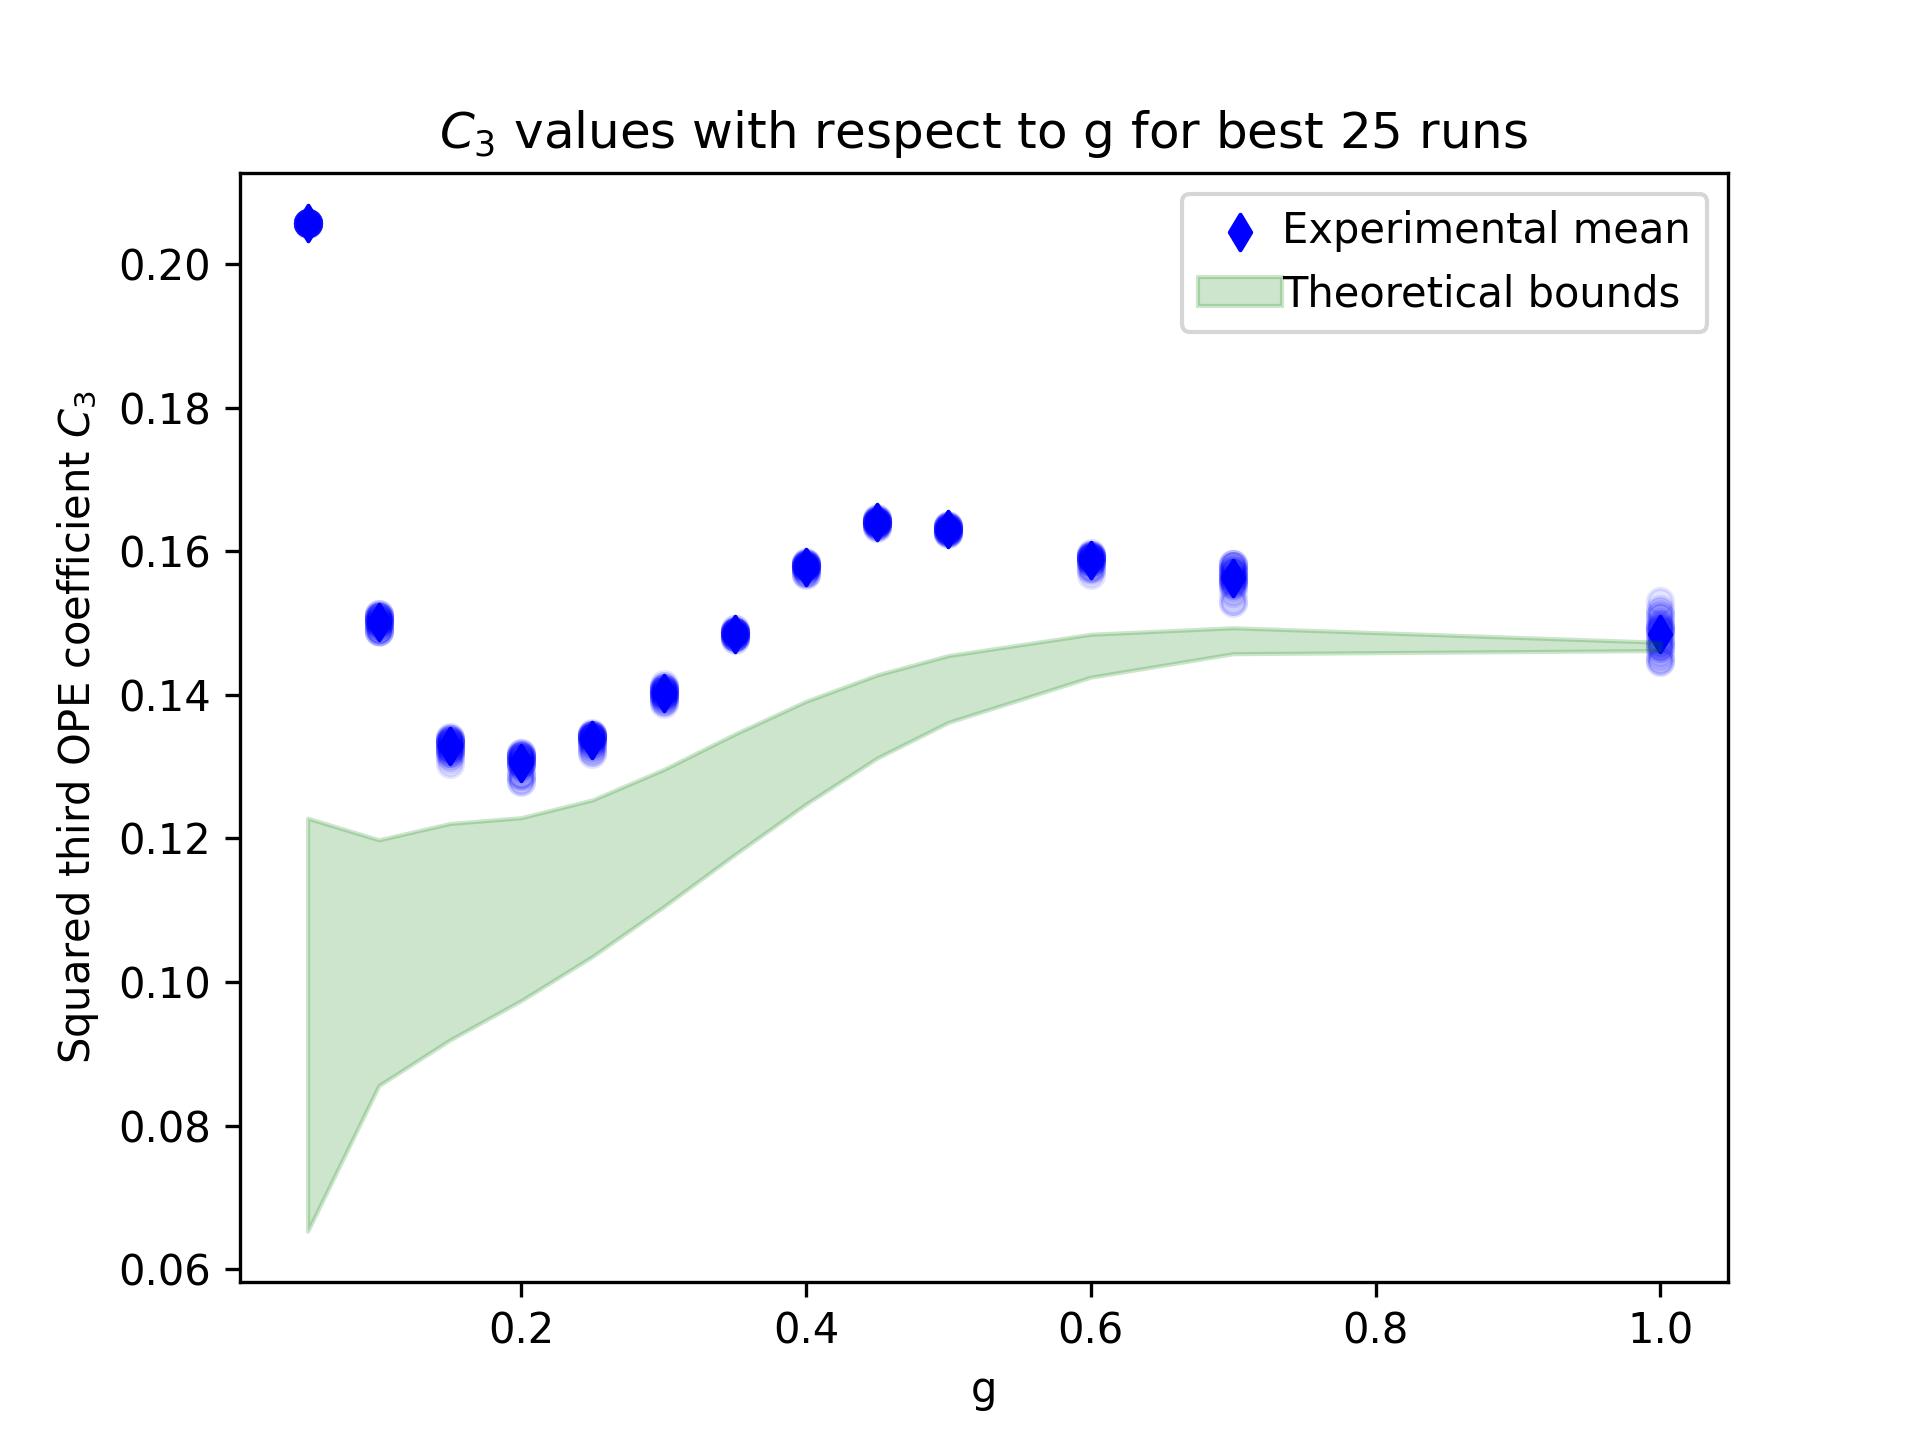 C₃ values with respect to g for best 25 runs
Experimental mean
Theoretical bounds
Squared third OPE coefficient C₃
0.20
0.18
0.16
0.14
0.12
0.10
0.08
0.06
0.2 0.4 0.6 0.8 1.0
g